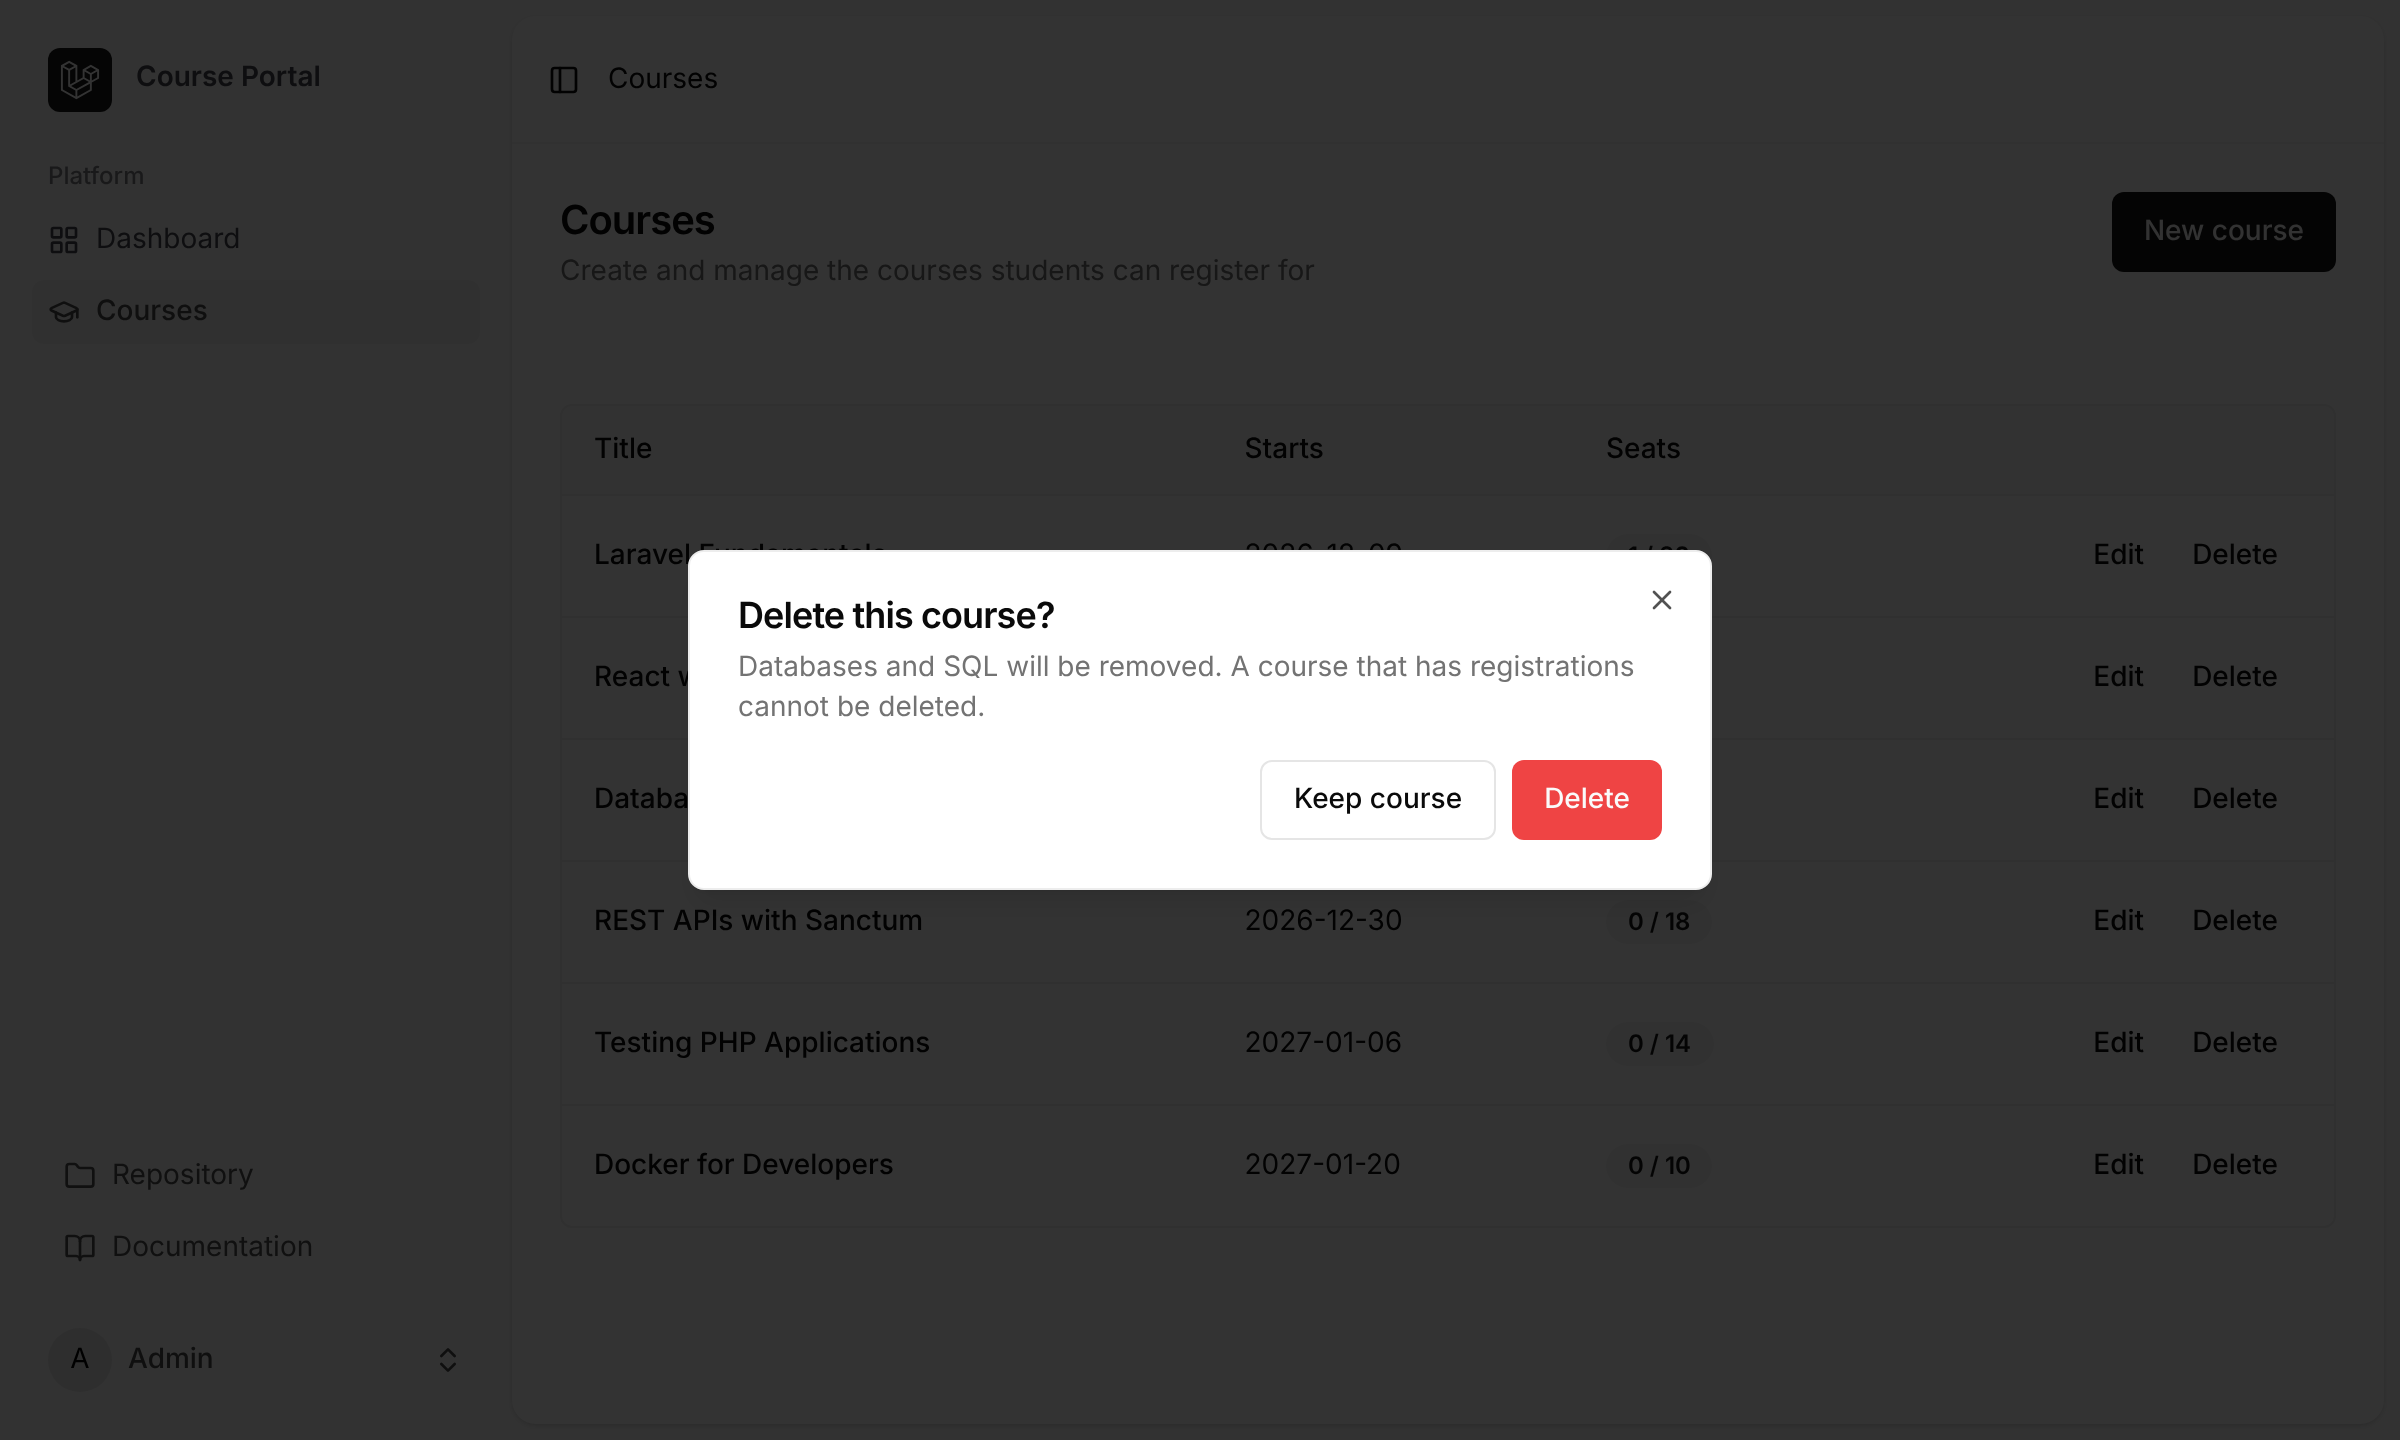 Course Portal
Courses
Platform
Dashboard
Courses
Courses
Create and manage the courses students can register for
New course
Title Starts Seats
Laravel Fundamentals 2026-12-09 Edit Delete
React Edit Delete
Edit Delete
Delete this course?
Databases and SQL will be removed. A course that has registrations
cannot be deleted.
Keep course Delete
REST APIs with Sanctum 2026-12-30 0 / 18 Edit Delete
Testing PHP Applications 2027-01-06 0 / 14 Edit Delete
Docker for Developers 2027-01-20 0 / 10 Edit Delete
Repository
Documentation
A Admin